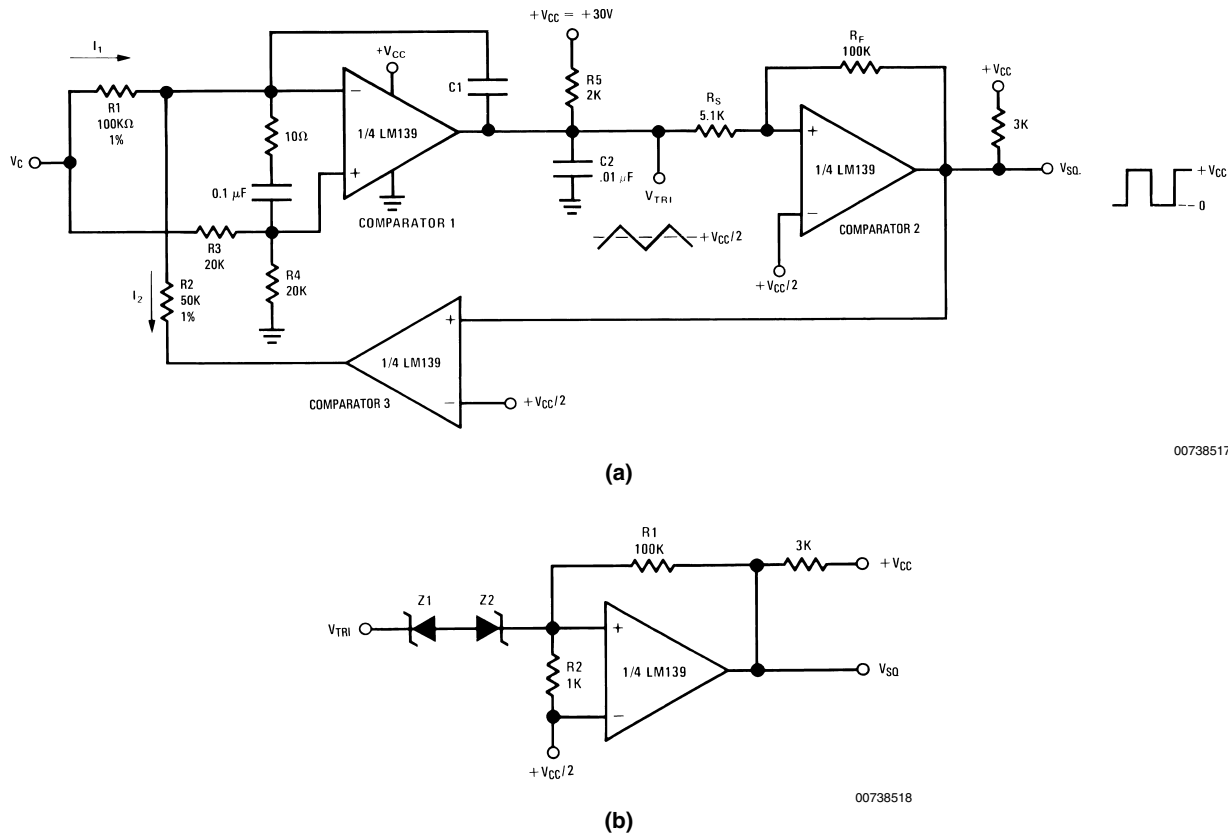 +VCC = +30V
I1
+VCC
C1
R5
2K
RF
100K
+VCC
RS
5.1K
3K
R1
100KΩ
1%
10Ω
−
1/4 LM139
+
1/4 LM139
VC
C2
.01 μF
VTRI
VSQ.
+VCC
0
0.1 μF
+
COMPARATOR 1
−
COMPARATOR 2
+VCC/2
R3
20K
+VCC/2
I2
R2
50K
1%
R4
20K
+
1/4 LM139
−
COMPARATOR 3
+VCC/2
00738517
(a)
R1
100K
3K
+VCC
Z1
Z2
VTRI
+
R2
1K
1/4 LM139
VSQ
−
+VCC/2
00738518
(b)